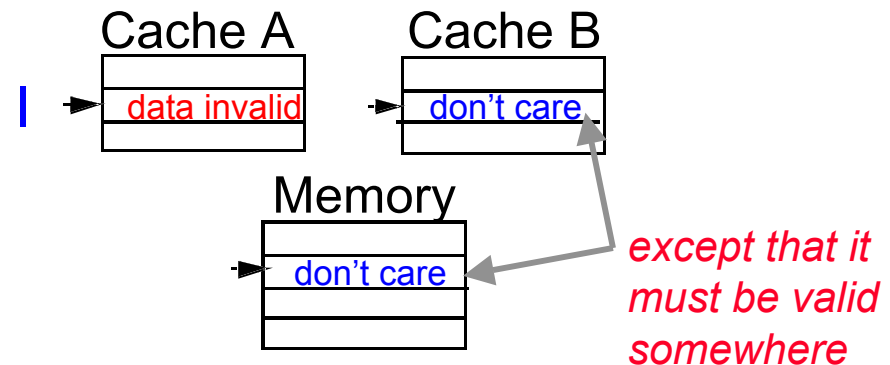 Cache A
Cache B
I
data invalid
don't care
Memory
don't care
except that it
must be valid
somewhere